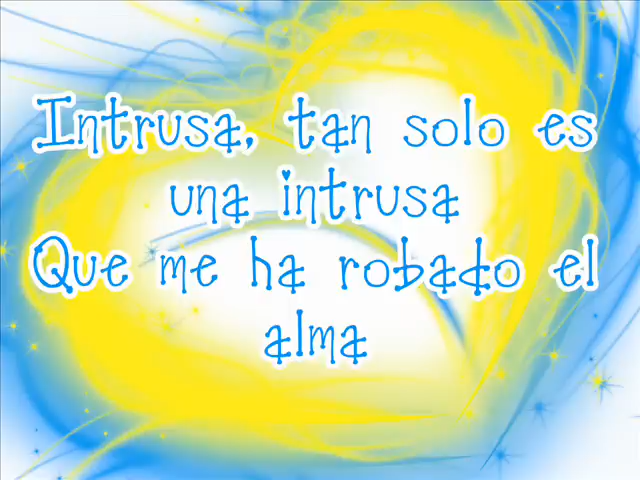 Intrusa, tan solo es
una intrusa
Que me ha robado el
alma